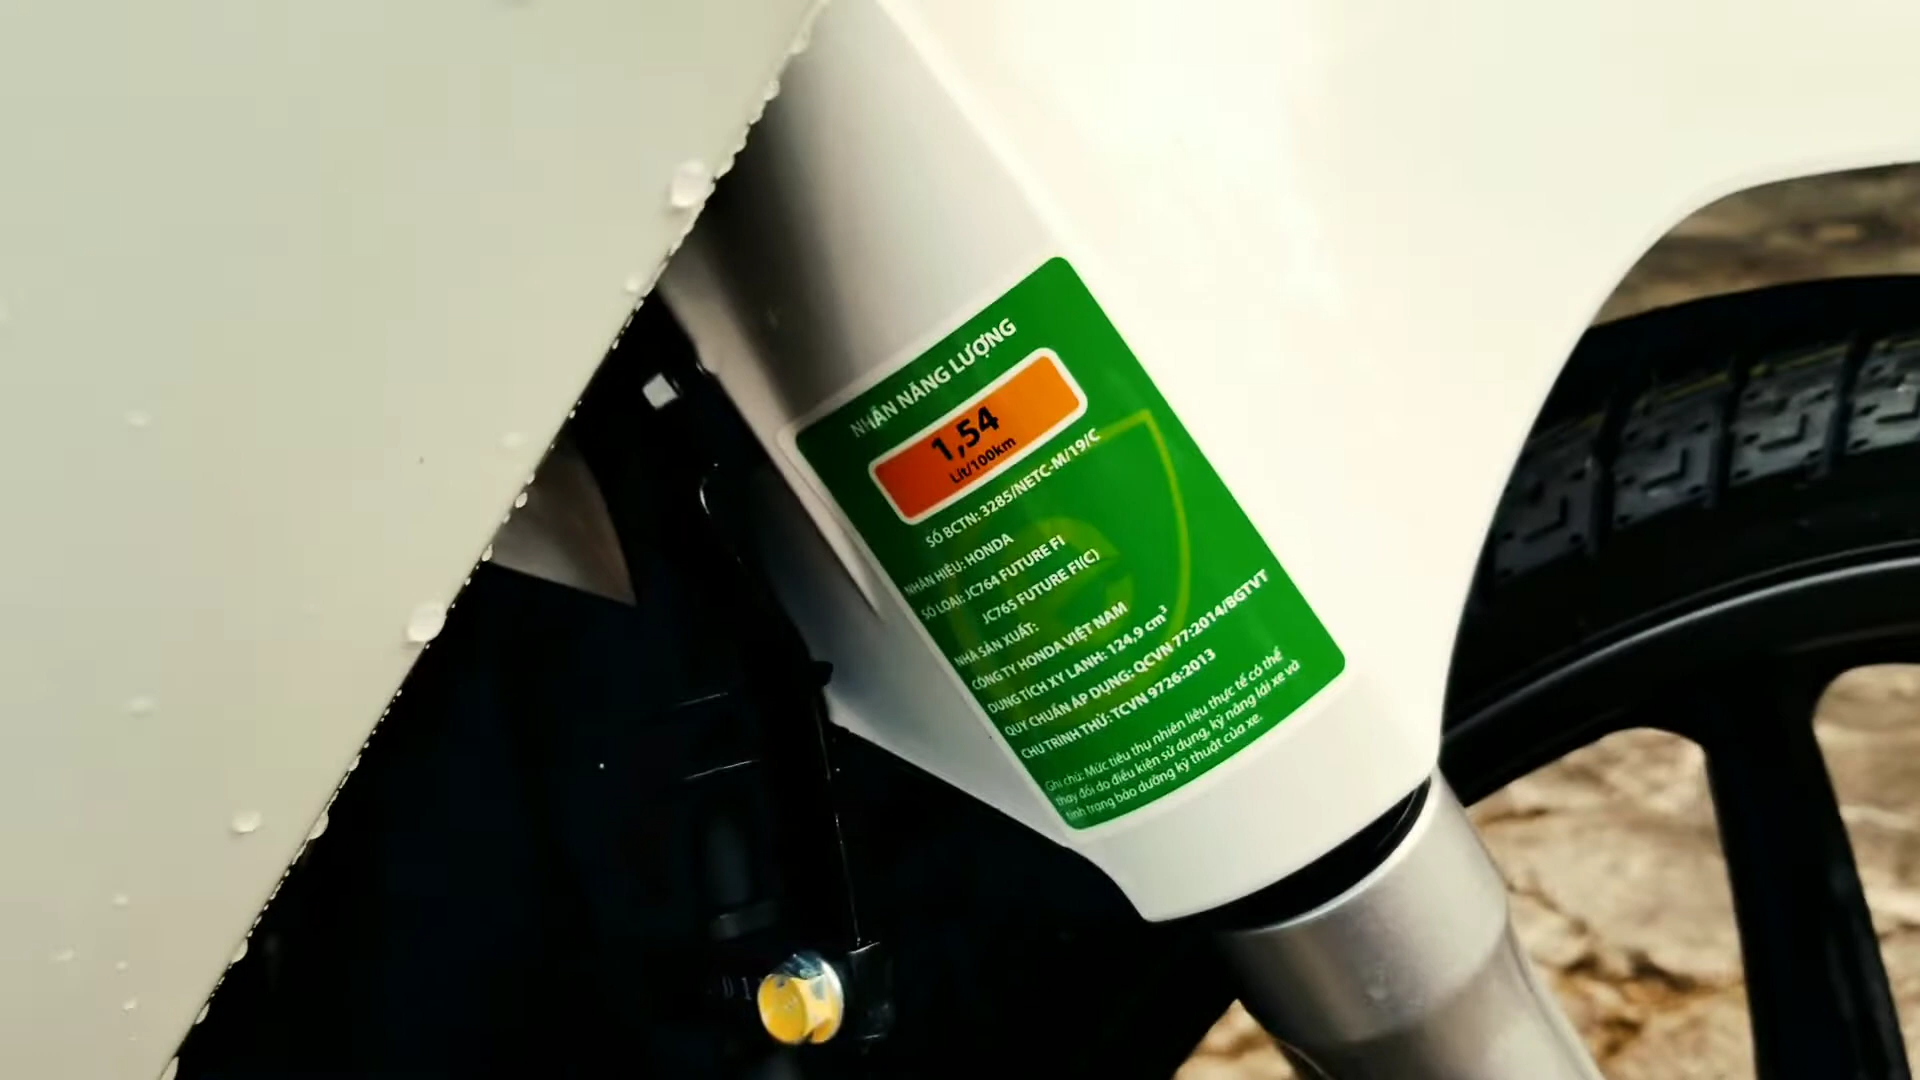 NHÃN NĂNG LƯỢNG
1,54
Lít/100km
SỐ BCTN: 3285/NETC-M/19/C
NHÃN HIỆU: HONDA
SỐ LOẠI: JC764 FUTURE FI
JC765 FUTURE FI(C)
NHÀ SẢN XUẤT:
CÔNG TY HONDA VIỆT NAM
DUNG TÍCH XY LANH: 124,9 cm³
QUY CHUẨN ÁP DỤNG: QCVN 77:2014/BGTVT
CHU TRÌNH THỬ: TCVN 9726:2013
Ghi chú: Mức tiêu thụ nhiên liệu thực tế có thể
thay đổi do điều kiện sử dụng, kỹ năng lái xe và
tình trạng bảo dưỡng kỹ thuật của xe.